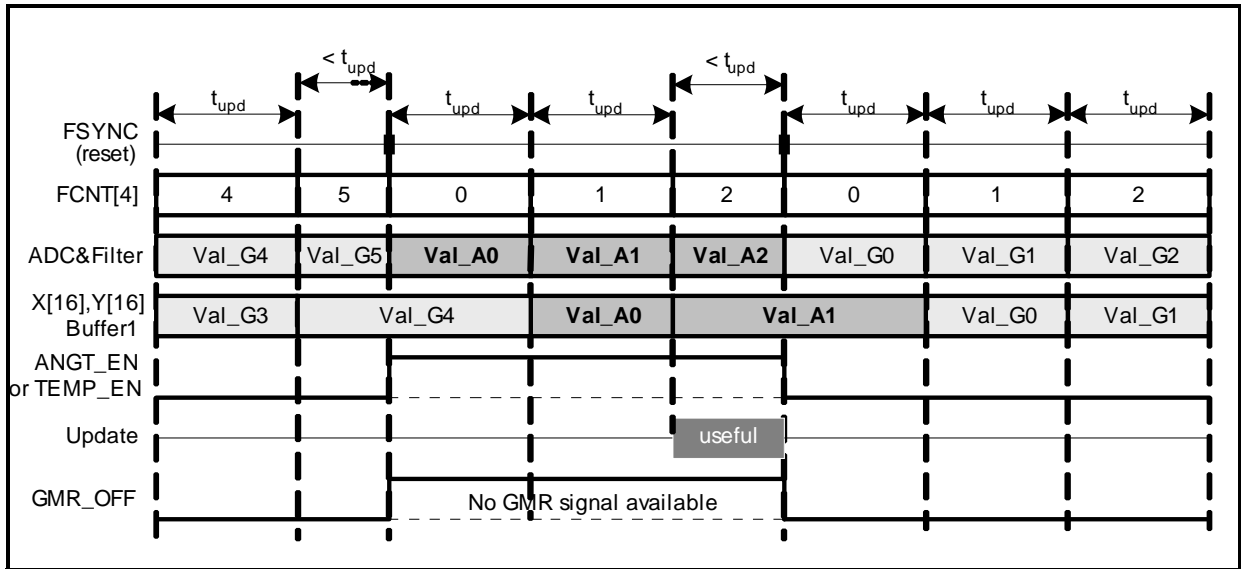 < tupd < tupd
tupd tupd tupd tupd tupd tupd
FSYNC
(reset)
FCNT[4] 4 5 0 1 2 0 1 2
ADC&Filter Val_G4 Val_G5 Val_A0 Val_A1 Val_A2 Val_G0 Val_G1 Val_G2
X[16],Y[16]
Buffer1 Val_G3 Val_G4 Val_A0 Val_A1 Val_G0 Val_G1
ANGT_EN
or TEMP_EN
Update useful
GMR_OFF No GMR signal available